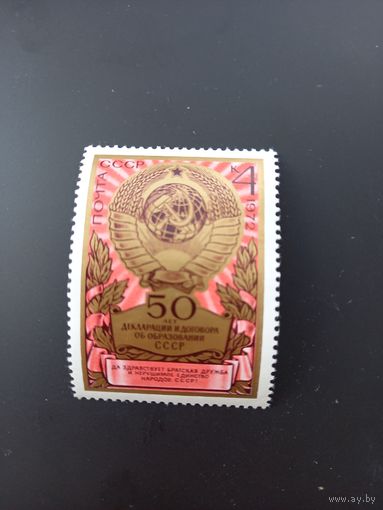 ПОЧТА СССР
К 4
1972
50
ЛЕТ
ДЕКЛАРАЦИИ И ДОГОВОРА
ОБ ОБРАЗОВАНИИ
СССР
ДА ЗДРАВСТВУЕТ БРАТСКАЯ ДРУЖБА
И НЕРУШИМОЕ ЕДИНСТВО
НАРОДОВ СССР!
www.ay.by